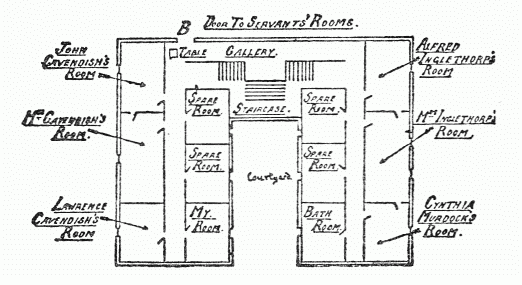 B
DOOR TO SERVANTS' ROOMS.
JOHN
CAVENDISH'S
ROOM
TABLE
GALLERY.
ALFRED
INGLETHORP'S
ROOM
MRS CAVENDISH'S
ROOM.
SPARE
ROOM.
STAIRCASE.
SPARE
ROOM.
MRS INGLETHORP'S
ROOM.
SPARE
ROOM.
Courtyard
SPARE
ROOM.
LAWRENCE
CAVENDISH'S
ROOM
MY
ROOM.
BATH
ROOM
CYNTHIA
MURDOCK'S
ROOM.